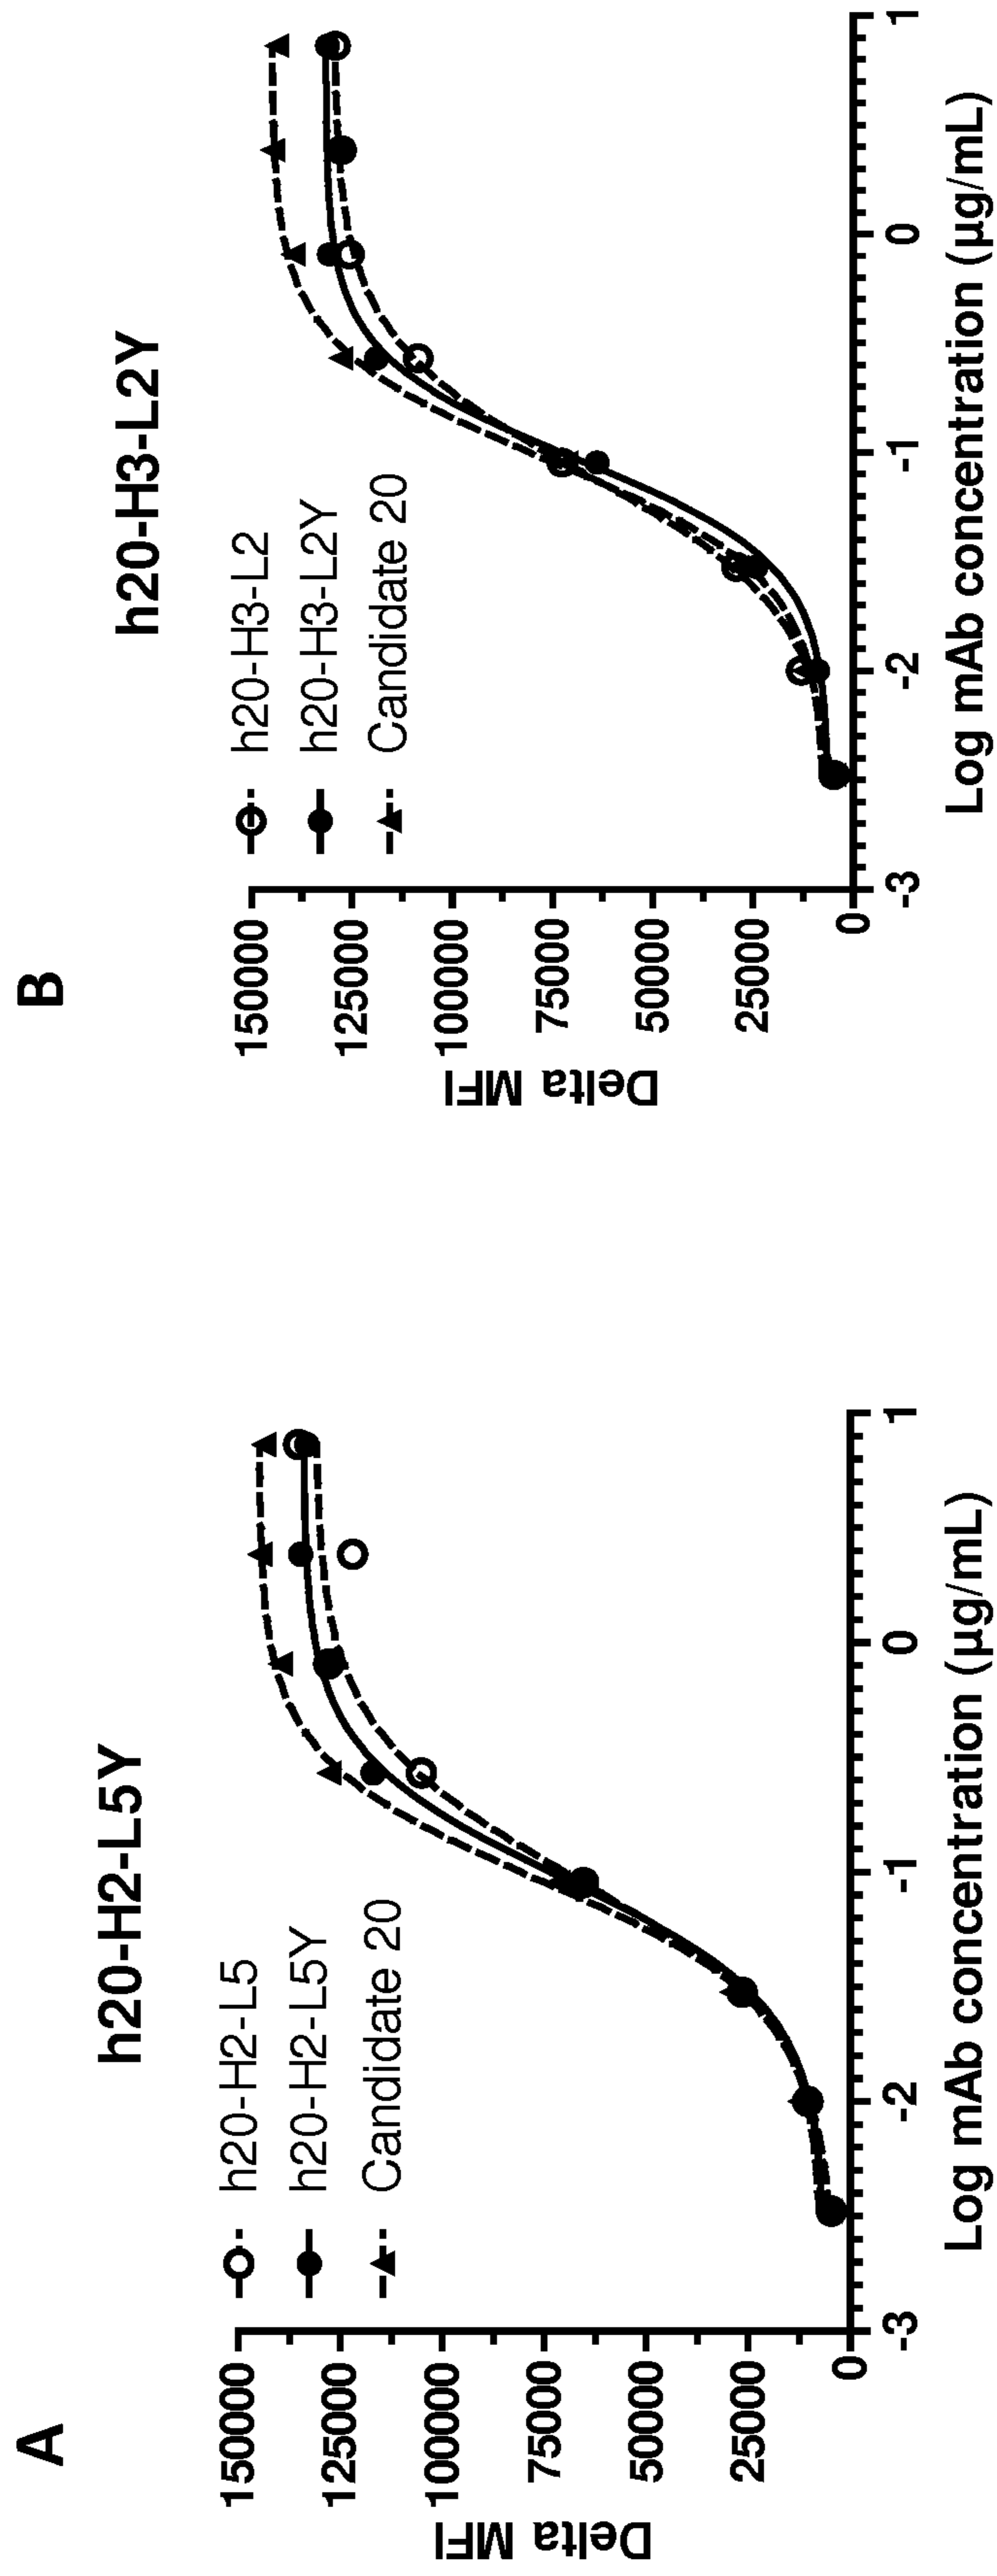 A
h20-H2-L5Y
h20-H2-L5
h20-H2-L5Y
Candidate 20
150000
125000
100000
75000
50000
25000
0
Delta MFI
-3 -2 -1 0 1
Log mAb concentration (µg/mL)
B
h20-H3-L2Y
h20-H3-L2
h20-H3-L2Y
Candidate 20
150000
125000
100000
75000
50000
25000
0
Delta MFI
-3 -2 -1 0 1
Log mAb concentration (µg/mL)